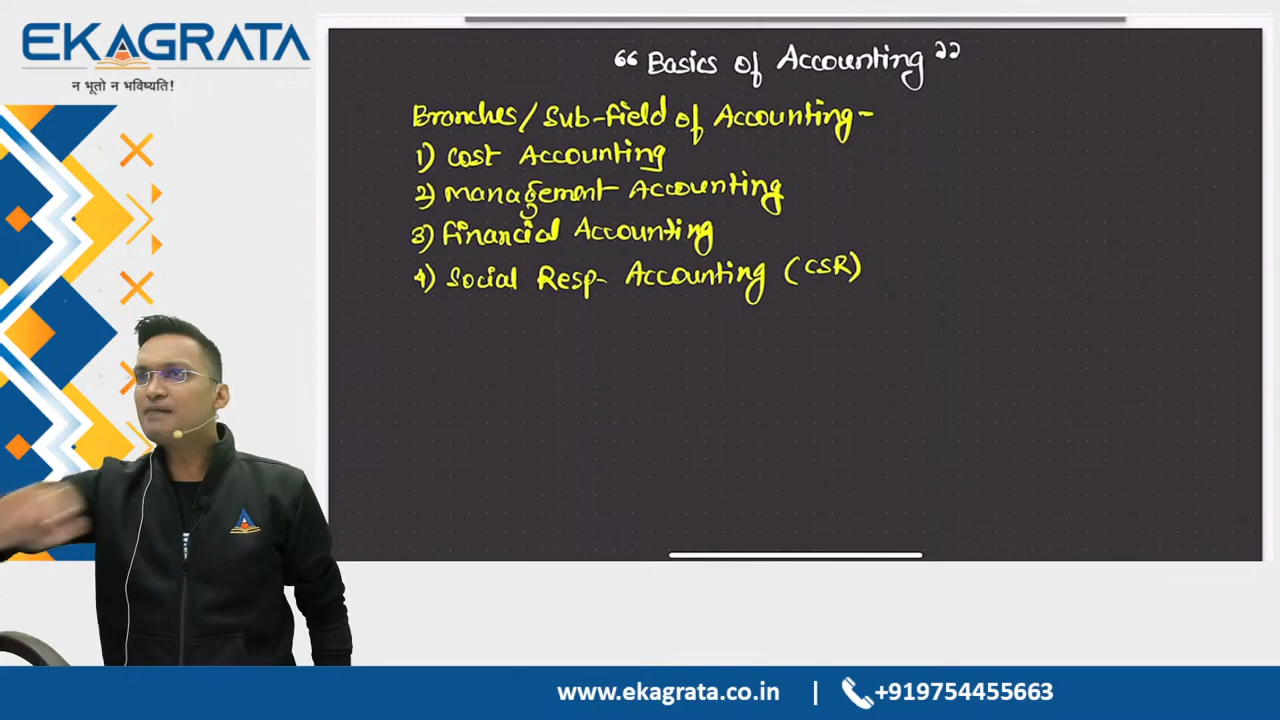 EKAGRATA
न भूतो न भविष्यति!
“Basics of Accounting”
Branches/Sub-Field of Accounting-
1) Cost Accounting
2) Management Accounting
3) Financial Accounting
4) Social Resp- Accounting (CSR)
www.ekagrata.co.in | +919754455663